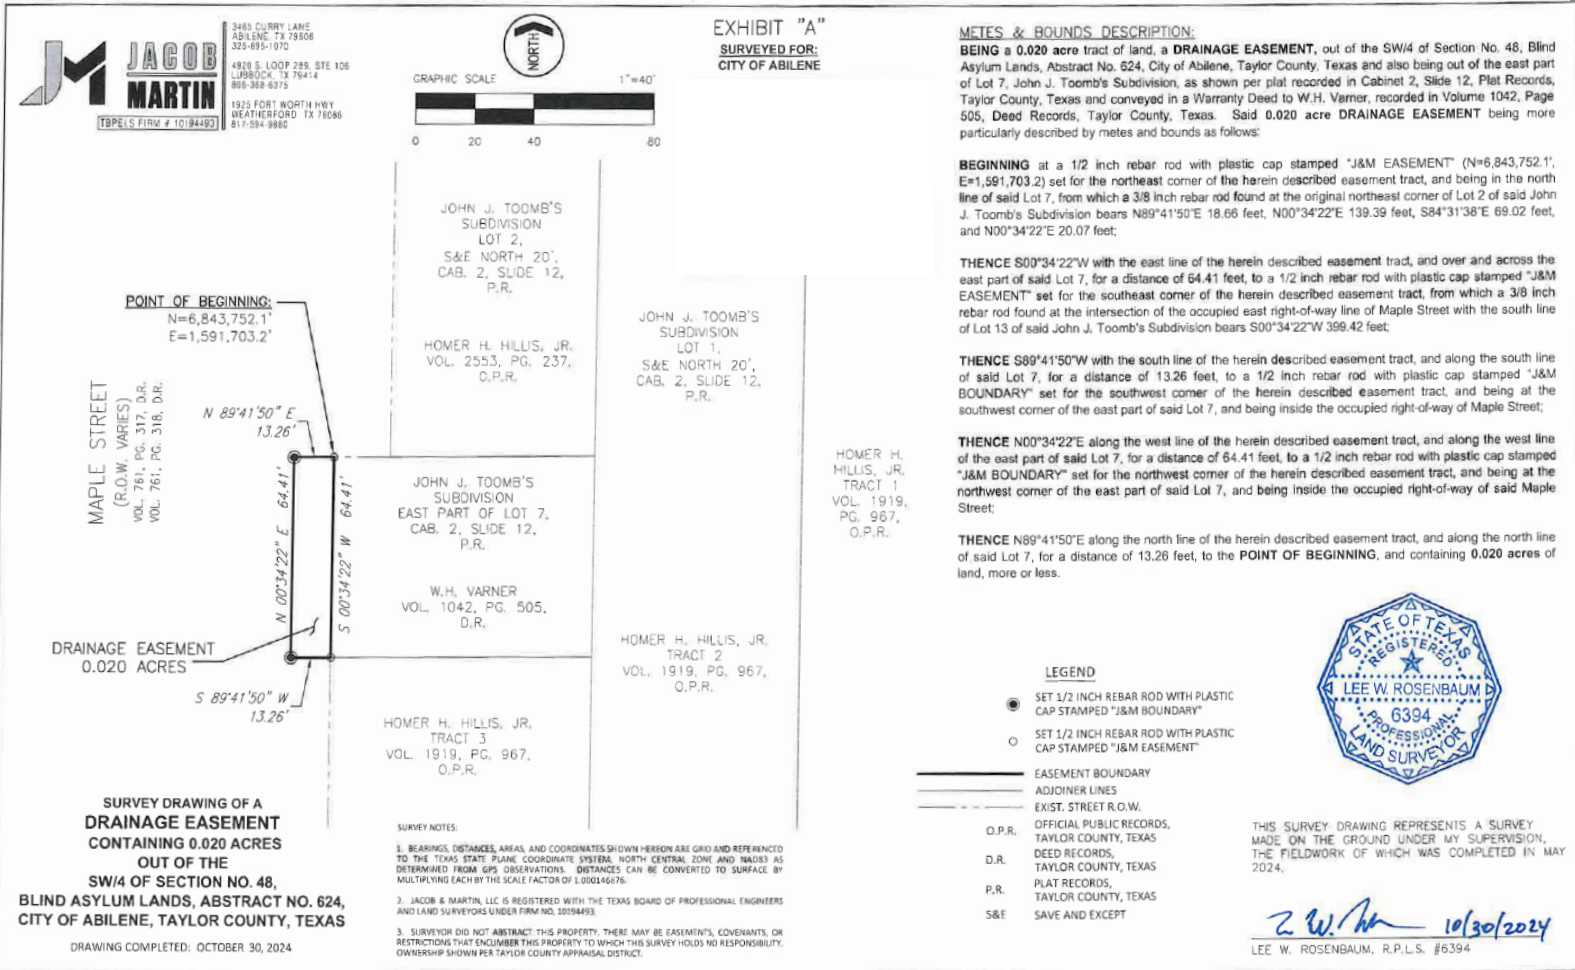 JACOB
MARTIN
TBPELS FIRM # 10194493
3465 CURRY LANE
ABILENE, TX 79606
325-695-1070
4920 S. LOOP 289, STE 106
LUBBOCK, TX 79414
806-368-6375
1925 FORT WORTH HWY
WEATHERFORD TX 76086
817-594-9880
NORTH
GRAPHIC SCALE 1"=40'
0 20 40 80
EXHIBIT "A"
SURVEYED FOR:
CITY OF ABILENE
JOHN J. TOOMB'S
SUBDIVISION
LOT 2,
S&E NORTH 20',
CAB. 2, SLIDE 12,
P.R.
HOMER H. HILLIS, JR.
VOL. 2553, PG. 237,
O.P.R.
JOHN J. TOOMB'S
SUBDIVISION
LOT 1,
S&E NORTH 20',
CAB. 2, SLIDE 12,
P.R.
POINT OF BEGINNING:
N=6,843,752.1'
E=1,591,703.2'
MAPLE STREET
(R.O.W. VARIES)
VOL. 761, PG. 317, D.R.
VOL. 761, PG. 318, D.R.
N 89°41'50" E
13.26'
N 00°34'22" E 64.41'
S 00°34'22" W 64.41'
JOHN J. TOOMB'S
SUBDIVISION
EAST PART OF LOT 7,
CAB. 2, SLIDE 12,
P.R.
W.H. VARNER
VOL. 1042, PG. 505,
D.R.
HOMER H.
HILLIS, JR.
TRACT 1
VOL. 1919,
PG. 967,
O.P.R.
HOMER H. HILLIS, JR.
TRACT 2
VOL. 1919, PG. 967,
O.P.R.
DRAINAGE EASEMENT
0.020 ACRES
S 89°41'50" W
13.26'
HOMER H. HILLIS, JR.
TRACT 3
VOL. 1919, PG. 967,
O.P.R.
SURVEY DRAWING OF A
DRAINAGE EASEMENT
CONTAINING 0.020 ACRES
OUT OF THE
SW/4 OF SECTION NO. 48,
BLIND ASYLUM LANDS, ABSTRACT NO. 624,
CITY OF ABILENE, TAYLOR COUNTY, TEXAS
DRAWING COMPLETED: OCTOBER 30, 2024
SURVEY NOTES:
1. BEARINGS, DISTANCES, AREAS, AND COORDINATES SHOWN HEREON ARE GRID AND REFERENCED
TO THE TEXAS STATE PLANE COORDINATE SYSTEM, NORTH CENTRAL ZONE AND NAD83 AS
DETERMINED FROM GPS OBSERVATIONS. DISTANCES CAN BE CONVERTED TO SURFACE BY
MULTIPLYING EACH BY THE SCALE FACTOR OF 1.000146876.
2. JACOB & MARTIN, LLC IS REGISTERED WITH THE TEXAS BOARD OF PROFESSIONAL ENGINEERS
AND LAND SURVEYORS UNDER FIRM NO. 10194493.
3. SURVEYOR DID NOT ABSTRACT THIS PROPERTY. THERE MAY BE EASEMENTS, COVENANTS, OR
RESTRICTIONS THAT ENCUMBER THIS PROPERTY TO WHICH THIS SURVEY HOLDS NO RESPONSIBILITY.
OWNERSHIP SHOWN PER TAYLOR COUNTY APPRAISAL DISTRICT.
METES & BOUNDS DESCRIPTION:
BEING a 0.020 acre tract of land, a DRAINAGE EASEMENT, out of the SW/4 of Section No. 48, Blind
Asylum Lands, Abstract No. 624, City of Abilene, Taylor County, Texas and also being out of the east part
of Lot 7, John J. Toomb's Subdivision, as shown per plat recorded in Cabinet 2, Slide 12, Plat Records,
Taylor County, Texas and conveyed in a Warranty Deed to W.H. Varner, recorded in Volume 1042, Page
505, Deed Records, Taylor County, Texas. Said 0.020 acre DRAINAGE EASEMENT being more
particularly described by metes and bounds as follows:
BEGINNING at a 1/2 inch rebar rod with plastic cap stamped "J&M EASEMENT" (N=6,843,752.1',
E=1,591,703.2) set for the northeast corner of the herein described easement tract, and being in the north
line of said Lot 7, from which a 3/8 inch rebar rod found at the original northeast corner of Lot 2 of said John
J. Toomb's Subdivision bears N89°41'50"E 18.66 feet, N00°34'22"E 139.39 feet, S84°31'38"E 69.02 feet,
and N00°34'22"E 20.07 feet;
THENCE S00°34'22"W with the east line of the herein described easement tract, and over and across the
east part of said Lot 7, for a distance of 64.41 feet, to a 1/2 inch rebar rod with plastic cap stamped "J&M
EASEMENT" set for the southeast corner of the herein described easement tract, from which a 3/8 inch
rebar rod found at the intersection of the occupied east right-of-way line of Maple Street with the south line
of Lot 13 of said John J. Toomb's Subdivision bears S00°34'22"W 399.42 feet;
THENCE S89°41'50"W with the south line of the herein described easement tract, and along the south line
of said Lot 7, for a distance of 13.26 feet, to a 1/2 inch rebar rod with plastic cap stamped "J&M
BOUNDARY" set for the southwest corner of the herein described easement tract, and being at the
southwest corner of the east part of said Lot 7, and being inside the occupied right-of-way of Maple Street;
THENCE N00°34'22"E along the west line of the herein described easement tract, and along the west line
of the east part of said Lot 7, for a distance of 64.41 feet, to a 1/2 inch rebar rod with plastic cap stamped
"J&M BOUNDARY" set for the northwest corner of the herein described easement tract, and being at the
northwest corner of the east part of said Lot 7, and being inside the occupied right-of-way of said Maple
Street;
THENCE N89°41'50"E along the north line of the herein described easement tract, and along the north line
of said Lot 7, for a distance of 13.26 feet, to the POINT OF BEGINNING, and containing 0.020 acres of
land, more or less.
LEGEND
SET 1/2 INCH REBAR ROD WITH PLASTIC
CAP STAMPED "J&M BOUNDARY"
SET 1/2 INCH REBAR ROD WITH PLASTIC
CAP STAMPED "J&M EASEMENT"
EASEMENT BOUNDARY
ADJOINER LINES
EXIST. STREET R.O.W.
O.P.R. OFFICIAL PUBLIC RECORDS,
TAYLOR COUNTY, TEXAS
D.R. DEED RECORDS,
TAYLOR COUNTY, TEXAS
P.R. PLAT RECORDS,
TAYLOR COUNTY, TEXAS
S&E SAVE AND EXCEPT
STATE OF TEXAS
REGISTERED
LEE W. ROSENBAUM
6394
PROFESSIONAL
LAND SURVEYOR
THIS SURVEY DRAWING REPRESENTS A SURVEY
MADE ON THE GROUND UNDER MY SUPERVISION,
THE FIELDWORK OF WHICH WAS COMPLETED IN MAY
2024.
10/30/2024
LEE W. ROSENBAUM, R.P.L.S. #6394